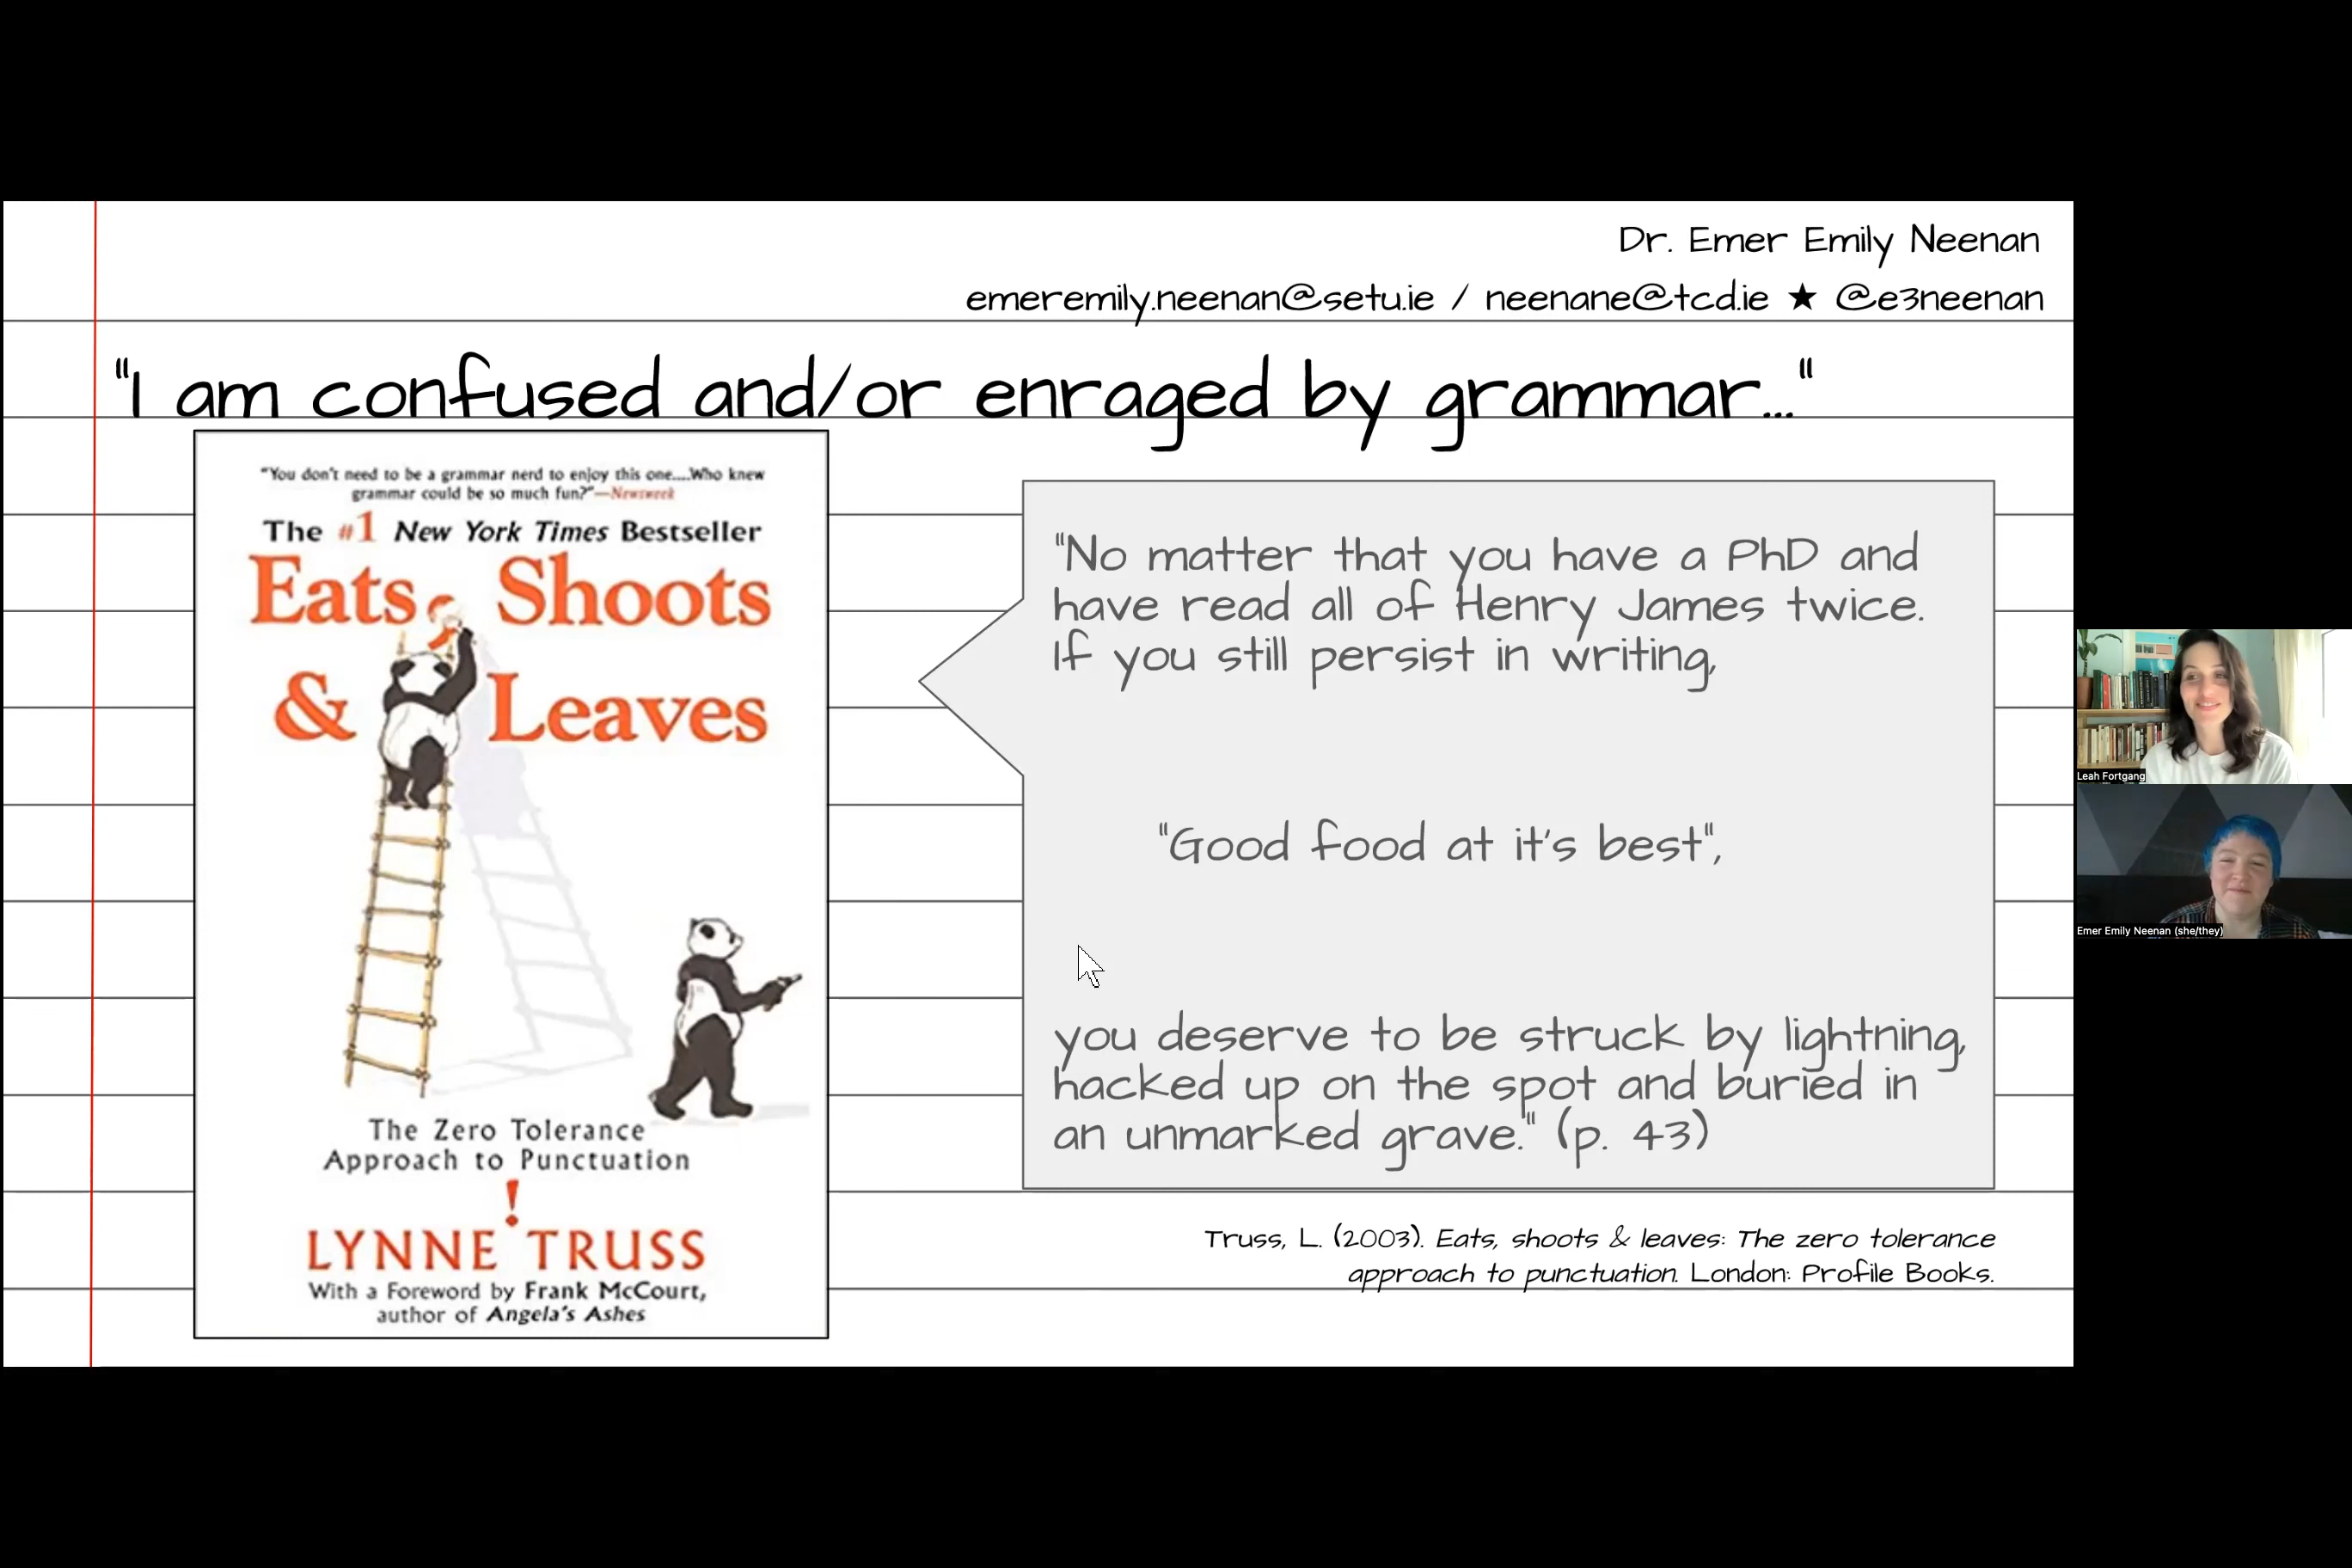 Dr. Emer Emily Neenan
emeremily.neenan@setu.ie / neenane@tcd.ie ★ @e3neenan
"I am confused and/or enraged by grammar..."
"You don't need to be a grammar nerd to enjoy this one....Who knew
grammar could be so much fun?"—Newsweek
The #1 New York Times Bestseller
Eats, Shoots
& Leaves
The Zero Tolerance
Approach to Punctuation
!
LYNNE TRUSS
With a Foreword by Frank McCourt,
author of Angela's Ashes
"No matter that you have a PhD and
have read all of Henry James twice.
If you still persist in writing,
"Good food at it's best",
you deserve to be struck by lightning,
hacked up on the spot and buried in
an unmarked grave." (p. 43)
Truss, L. (2003). Eats, shoots & leaves: The zero tolerance
approach to punctuation. London: Profile Books.
Leah Fortgang
Emer Emily Neenan (she/they)